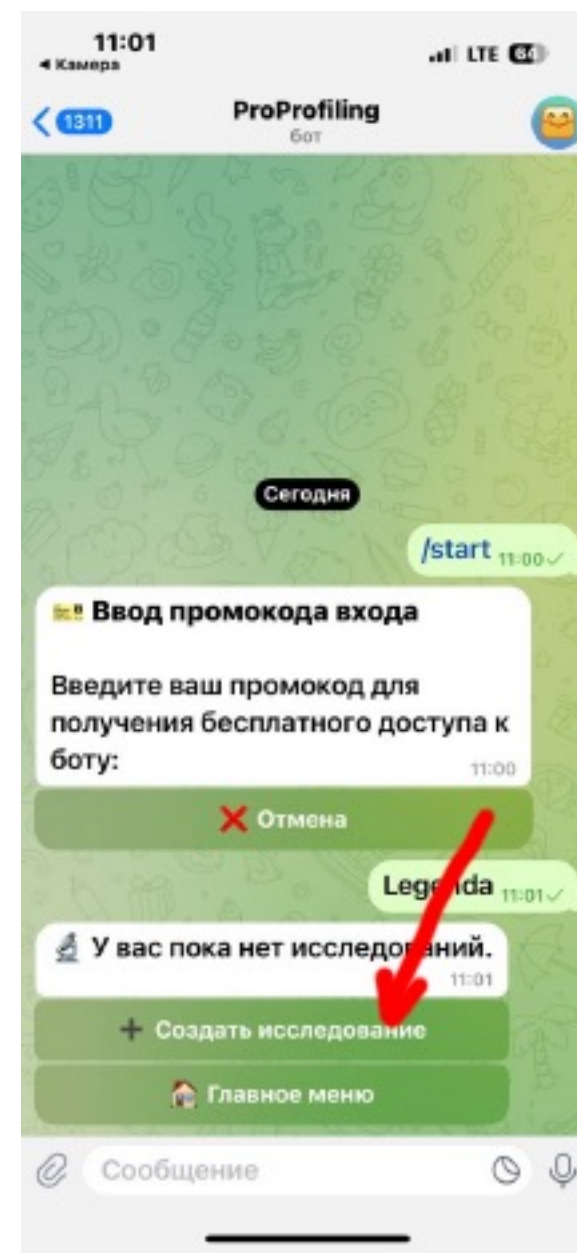 11:01
◀ Камера
LTE 64
1311
ProProfiling
бот
Сегодня
/start 11:00
Ввод промокода входа
Введите ваш промокод для
получения бесплатного доступа к
боту:
11:00
Отмена
Legenda 11:01
У вас пока нет исследований.
11:01
+ Создать исследование
Главное меню
Сообщение